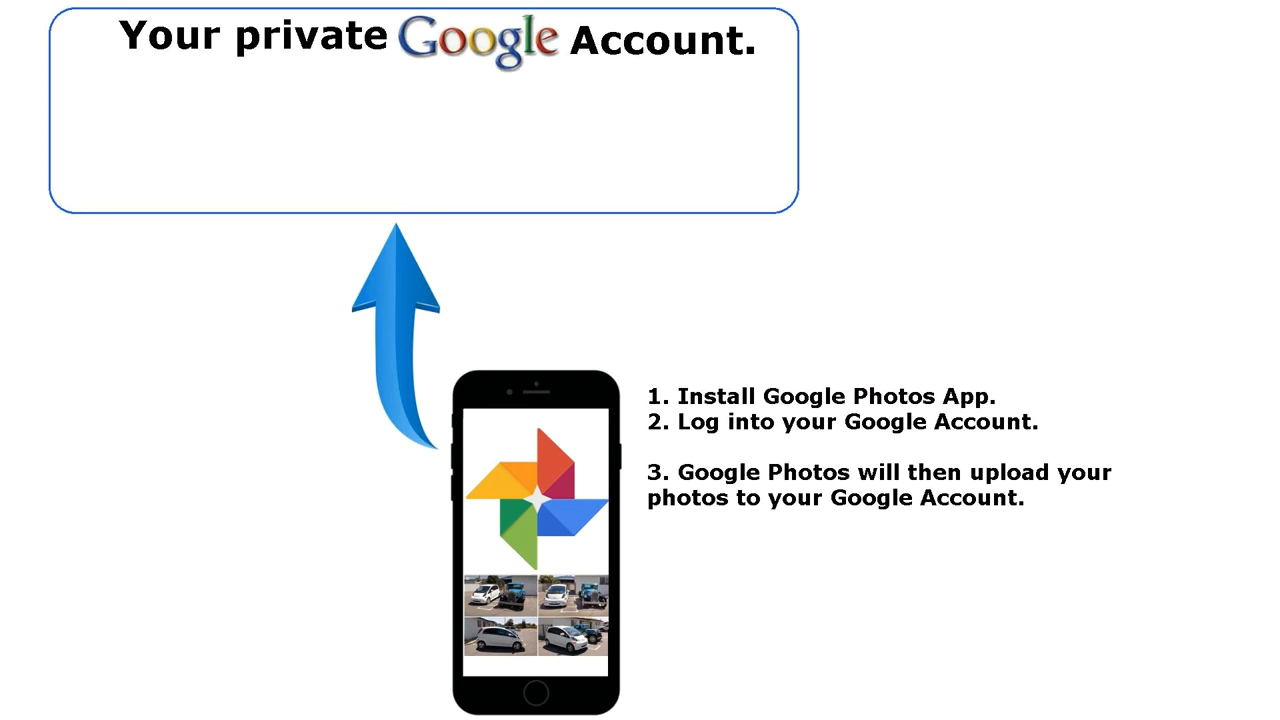 Your private Google Account.
1. Install Google Photos App.
2. Log into your Google Account.
3. Google Photos will then upload your
photos to your Google Account.